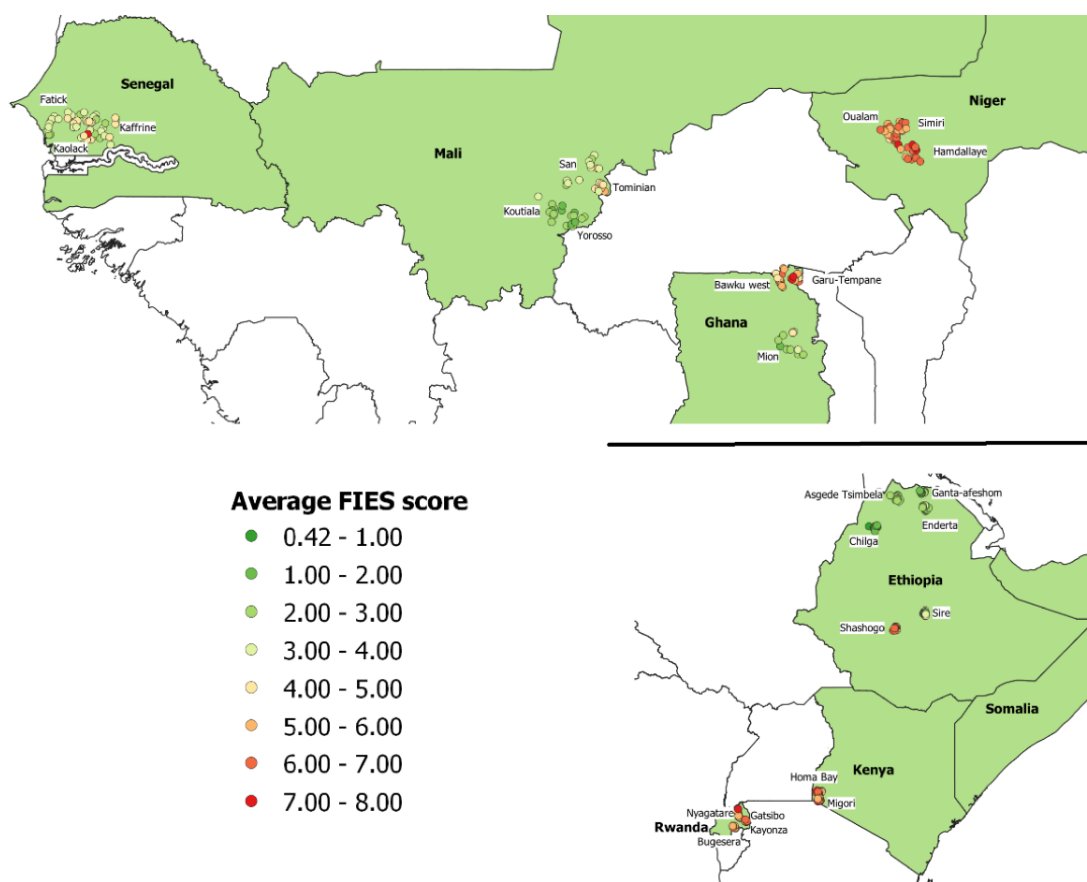 Senegal
Fatick
Kaffrine
Kaolack
Mali
San
Tominian
Koutiala
Yorosso
Niger
Oualam
Simiri
Hamdallaye
Bawku west
Garu-Tempane
Ghana
Mion
Average FIES score
0.42 - 1.00
1.00 - 2.00
2.00 - 3.00
3.00 - 4.00
4.00 - 5.00
5.00 - 6.00
6.00 - 7.00
7.00 - 8.00
Asgede Tsimbela
Ganta-afeshom
Enderta
Chilga
Ethiopia
Sire
Shashogo
Somalia
Kenya
Homa Bay
Migori
Nyagatare
Gatsibo
Rwanda
Kayonza
Bugesera